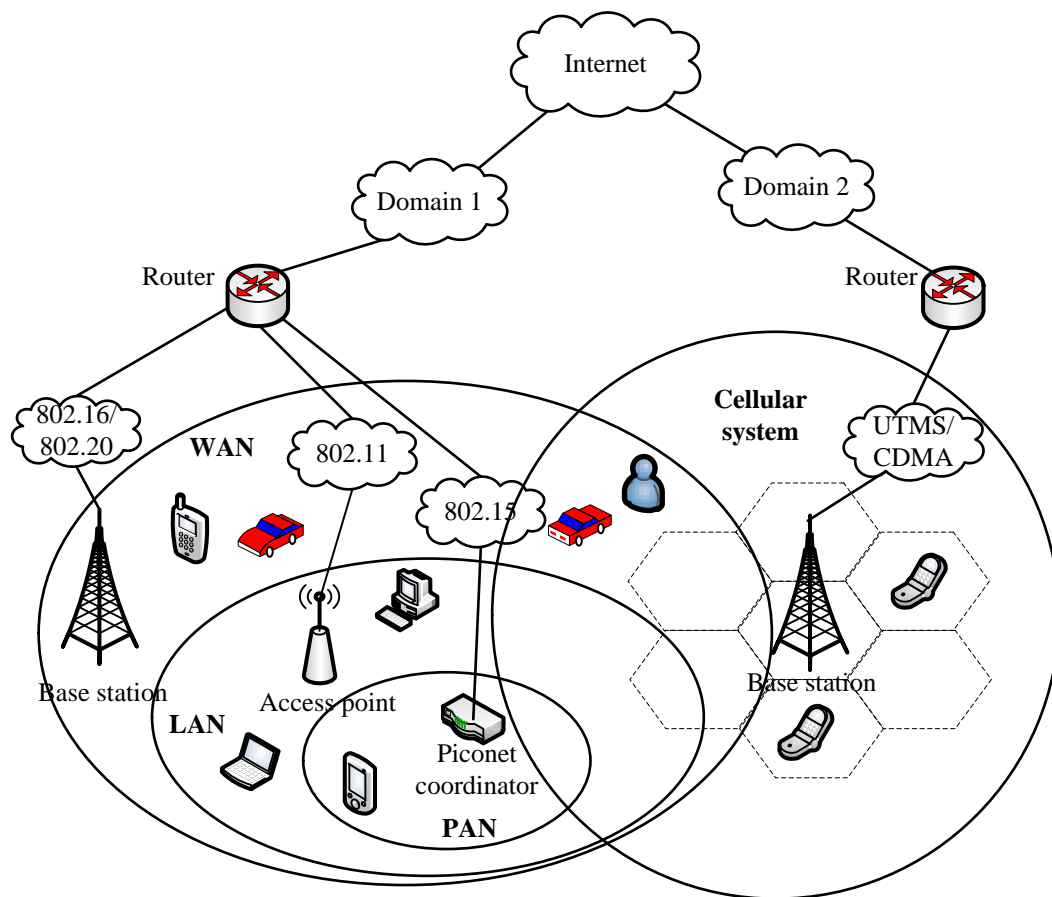 Internet
Domain 1
Domain 2
Router
Router
802.16/
802.20
WAN
802.11
802.15
Cellular
system
UTMS/
CDMA
Base station
Access point
Base station
LAN
Piconet
coordinator
PAN